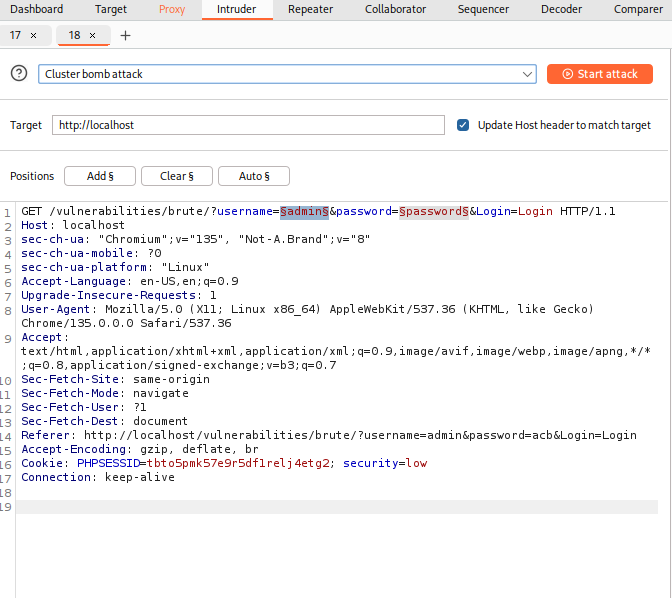 Dashboard Target Proxy Intruder Repeater Collaborator Sequencer Decoder Comparer
17 × 18 × +
? Cluster bomb attack Start attack
Target http://localhost Update Host header to match target
Positions Add § Clear § Auto §
1 GET /vulnerabilities/brute/?username=§admin§&password=§password§&Login=Login HTTP/1.1
2 Host: localhost
3 sec-ch-ua: "Chromium";v="135", "Not-A.Brand";v="8"
4 sec-ch-ua-mobile: ?0
5 sec-ch-ua-platform: "Linux"
6 Accept-Language: en-US,en;q=0.9
7 Upgrade-Insecure-Requests: 1
8 User-Agent: Mozilla/5.0 (X11; Linux x86_64) AppleWebKit/537.36 (KHTML, like Gecko)
Chrome/135.0.0.0 Safari/537.36
9 Accept:
text/html,application/xhtml+xml,application/xml;q=0.9,image/avif,image/webp,image/apng,*/*
;q=0.8,application/signed-exchange;v=b3;q=0.7
10 Sec-Fetch-Site: same-origin
11 Sec-Fetch-Mode: navigate
12 Sec-Fetch-User: ?1
13 Sec-Fetch-Dest: document
14 Referer: http://localhost/vulnerabilities/brute/?username=admin&password=acb&Login=Login
15 Accept-Encoding: gzip, deflate, br
16 Cookie: PHPSESSID=tbto5pmk57e9r5df1relj4etg2; security=low
17 Connection: keep-alive
18
19